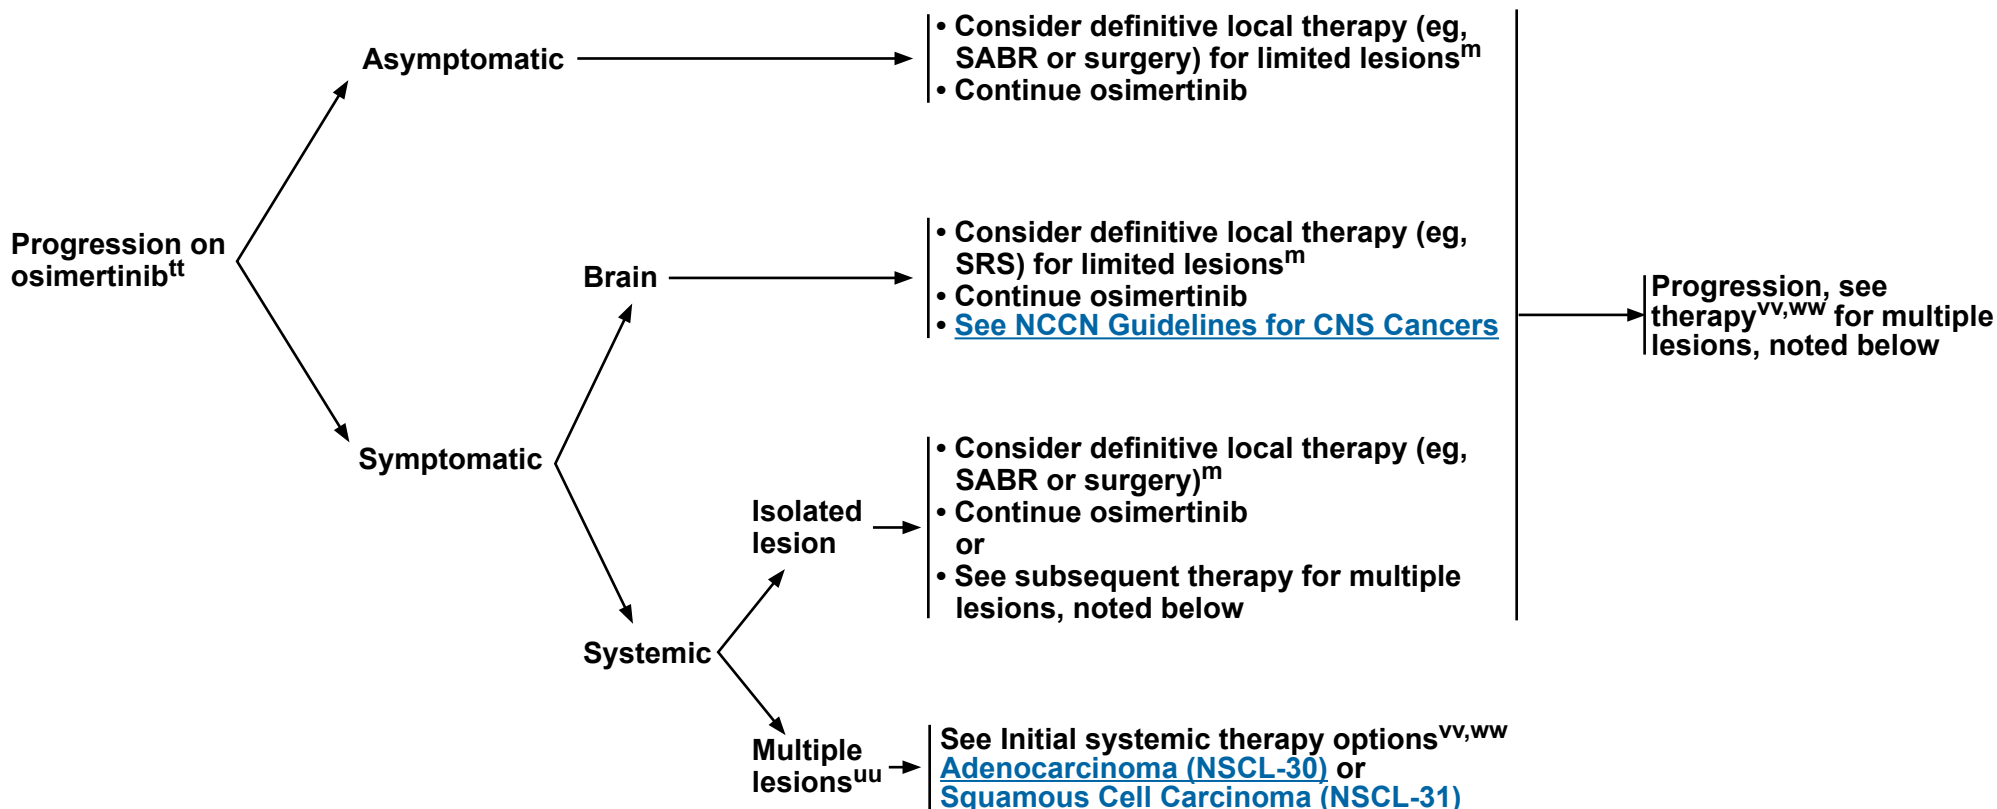 Asymptomatic
• Consider definitive local therapy (eg,
SABR or surgery) for limited lesionsᵐ
• Continue osimertinib
Progression on
osimertinibᵗᵗ
Brain
• Consider definitive local therapy (eg,
SRS) for limited lesionsᵐ
• Continue osimertinib
• See NCCN Guidelines for CNS Cancers
Progression, see
therapyᵛᵛ,ʷʷ for multiple
lesions, noted below
Symptomatic
Isolated
lesion
• Consider definitive local therapy (eg,
SABR or surgery)ᵐ
• Continue osimertinib
or
• See subsequent therapy for multiple
lesions, noted below
Systemic
Multiple
lesionsᵘᵘ
See Initial systemic therapy optionsᵛᵛ,ʷʷ
Adenocarcinoma (NSCL-30) or
Squamous Cell Carcinoma (NSCL-31)